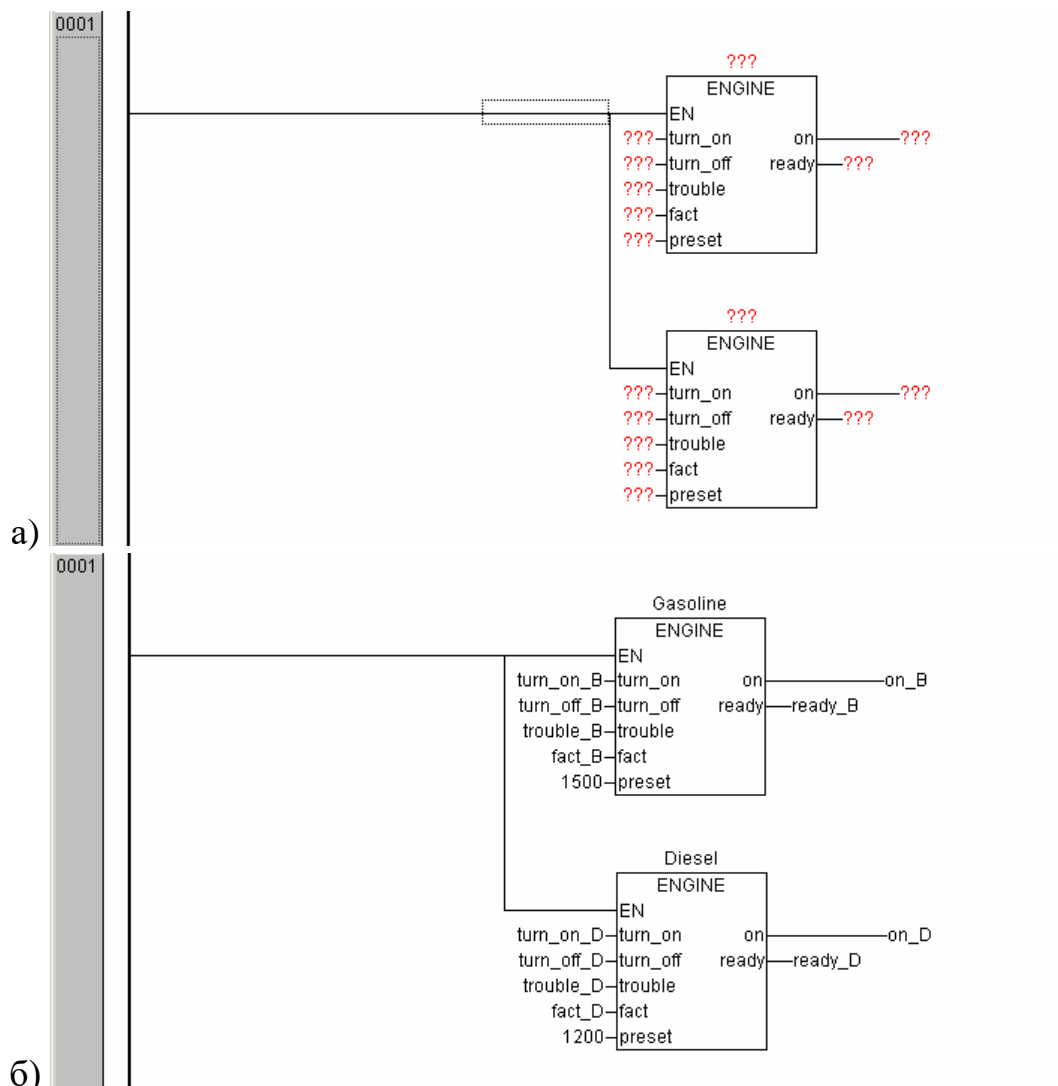 0001
???
ENGINE
EN
??? turn_on on ???
??? turn_off ready ???
??? trouble
??? fact
??? preset
???
ENGINE
EN
??? turn_on on ???
??? turn_off ready ???
??? trouble
??? fact
??? preset
а)
0001
Gasoline
ENGINE
EN
turn_on_B turn_on on on_B
turn_off_B turn_off ready ready_B
trouble_B trouble
fact_B fact
1500 preset
Diesel
ENGINE
EN
turn_on_D turn_on on on_D
turn_off_D turn_off ready ready_D
trouble_D trouble
fact_D fact
1200 preset
б)